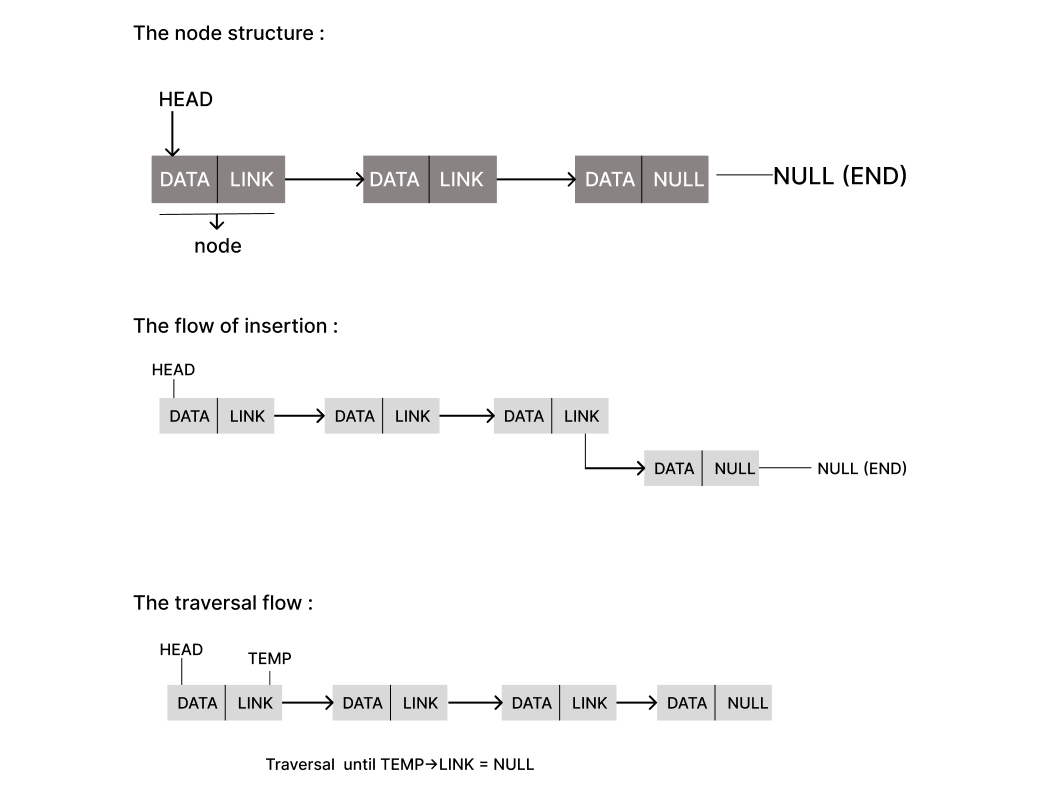 The node structure :
HEAD
DATA LINK DATA LINK DATA NULL NULL (END)
node
The flow of insertion :
HEAD
DATA LINK DATA LINK DATA LINK
DATA NULL NULL (END)
The traversal flow :
HEAD
TEMP
DATA LINK DATA LINK DATA LINK DATA NULL
Traversal until TEMP→LINK = NULL